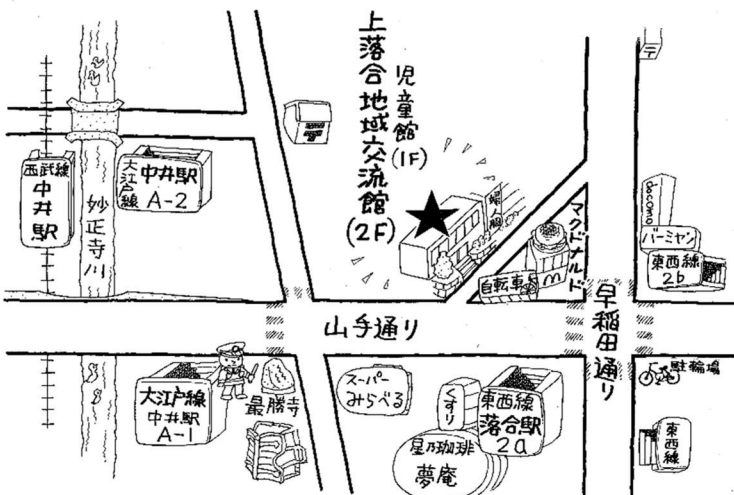 上落合地域交流館
(2F)
児童館
(1F)
〒
西武線
中井駅
妙正寺川
大江戸線
中井駅
A-2
婦人服
マクドナルド
M
自転車
docomo
バーミヤン
東西線
2b
山手通り
早稲田通り
大江戸線
中井駅
A-1
最勝寺
スーパー
みらべる
くすり
東西線
落合駅
2a
星乃珈琲
夢庵
駐輪場
東西線